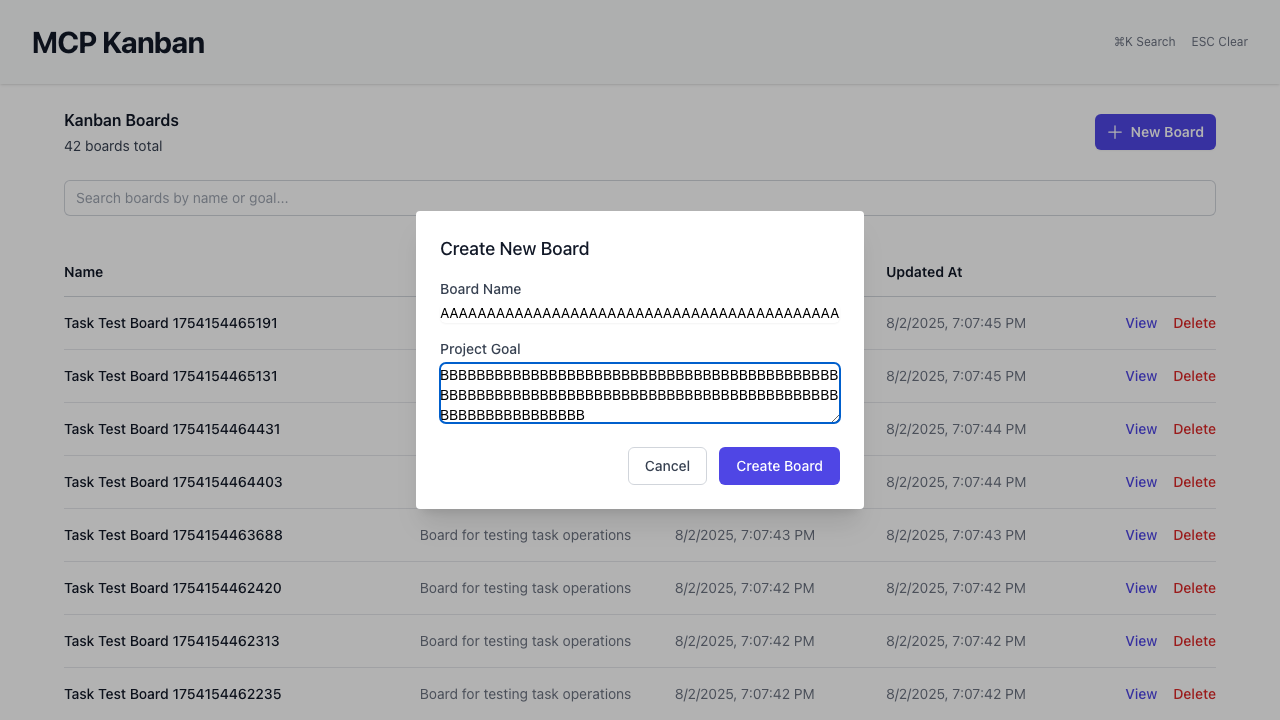 MCP Kanban
⌘K Search ESC Clear
Kanban Boards
42 boards total
New Board
Search boards by name or goal...
Create New Board
Board Name
AAAAAAAAAAAAAAAAAAAAAAAAAAAAAAAAAAAAAAAAAAA
Project Goal
BBBBBBBBBBBBBBBBBBBBBBBBBBBBBBBBBBBBBBBBBBBB
BBBBBBBBBBBBBBBBBBBBBBBBBBBBBBBBBBBBBBBBBBBB
BBBBBBBBBBBBBBBB
Cancel Create Board
Name Updated At
Task Test Board 1754154465191 8/2/2025, 7:07:45 PM View Delete
Task Test Board 1754154465131 8/2/2025, 7:07:45 PM View Delete
Task Test Board 1754154464431 8/2/2025, 7:07:44 PM View Delete
Task Test Board 1754154464403 8/2/2025, 7:07:44 PM View Delete
Task Test Board 1754154463688 Board for testing task operations 8/2/2025, 7:07:43 PM 8/2/2025, 7:07:43 PM View Delete
Task Test Board 1754154462420 Board for testing task operations 8/2/2025, 7:07:42 PM 8/2/2025, 7:07:42 PM View Delete
Task Test Board 1754154462313 Board for testing task operations 8/2/2025, 7:07:42 PM 8/2/2025, 7:07:42 PM View Delete
Task Test Board 1754154462235 Board for testing task operations 8/2/2025, 7:07:42 PM 8/2/2025, 7:07:42 PM View Delete